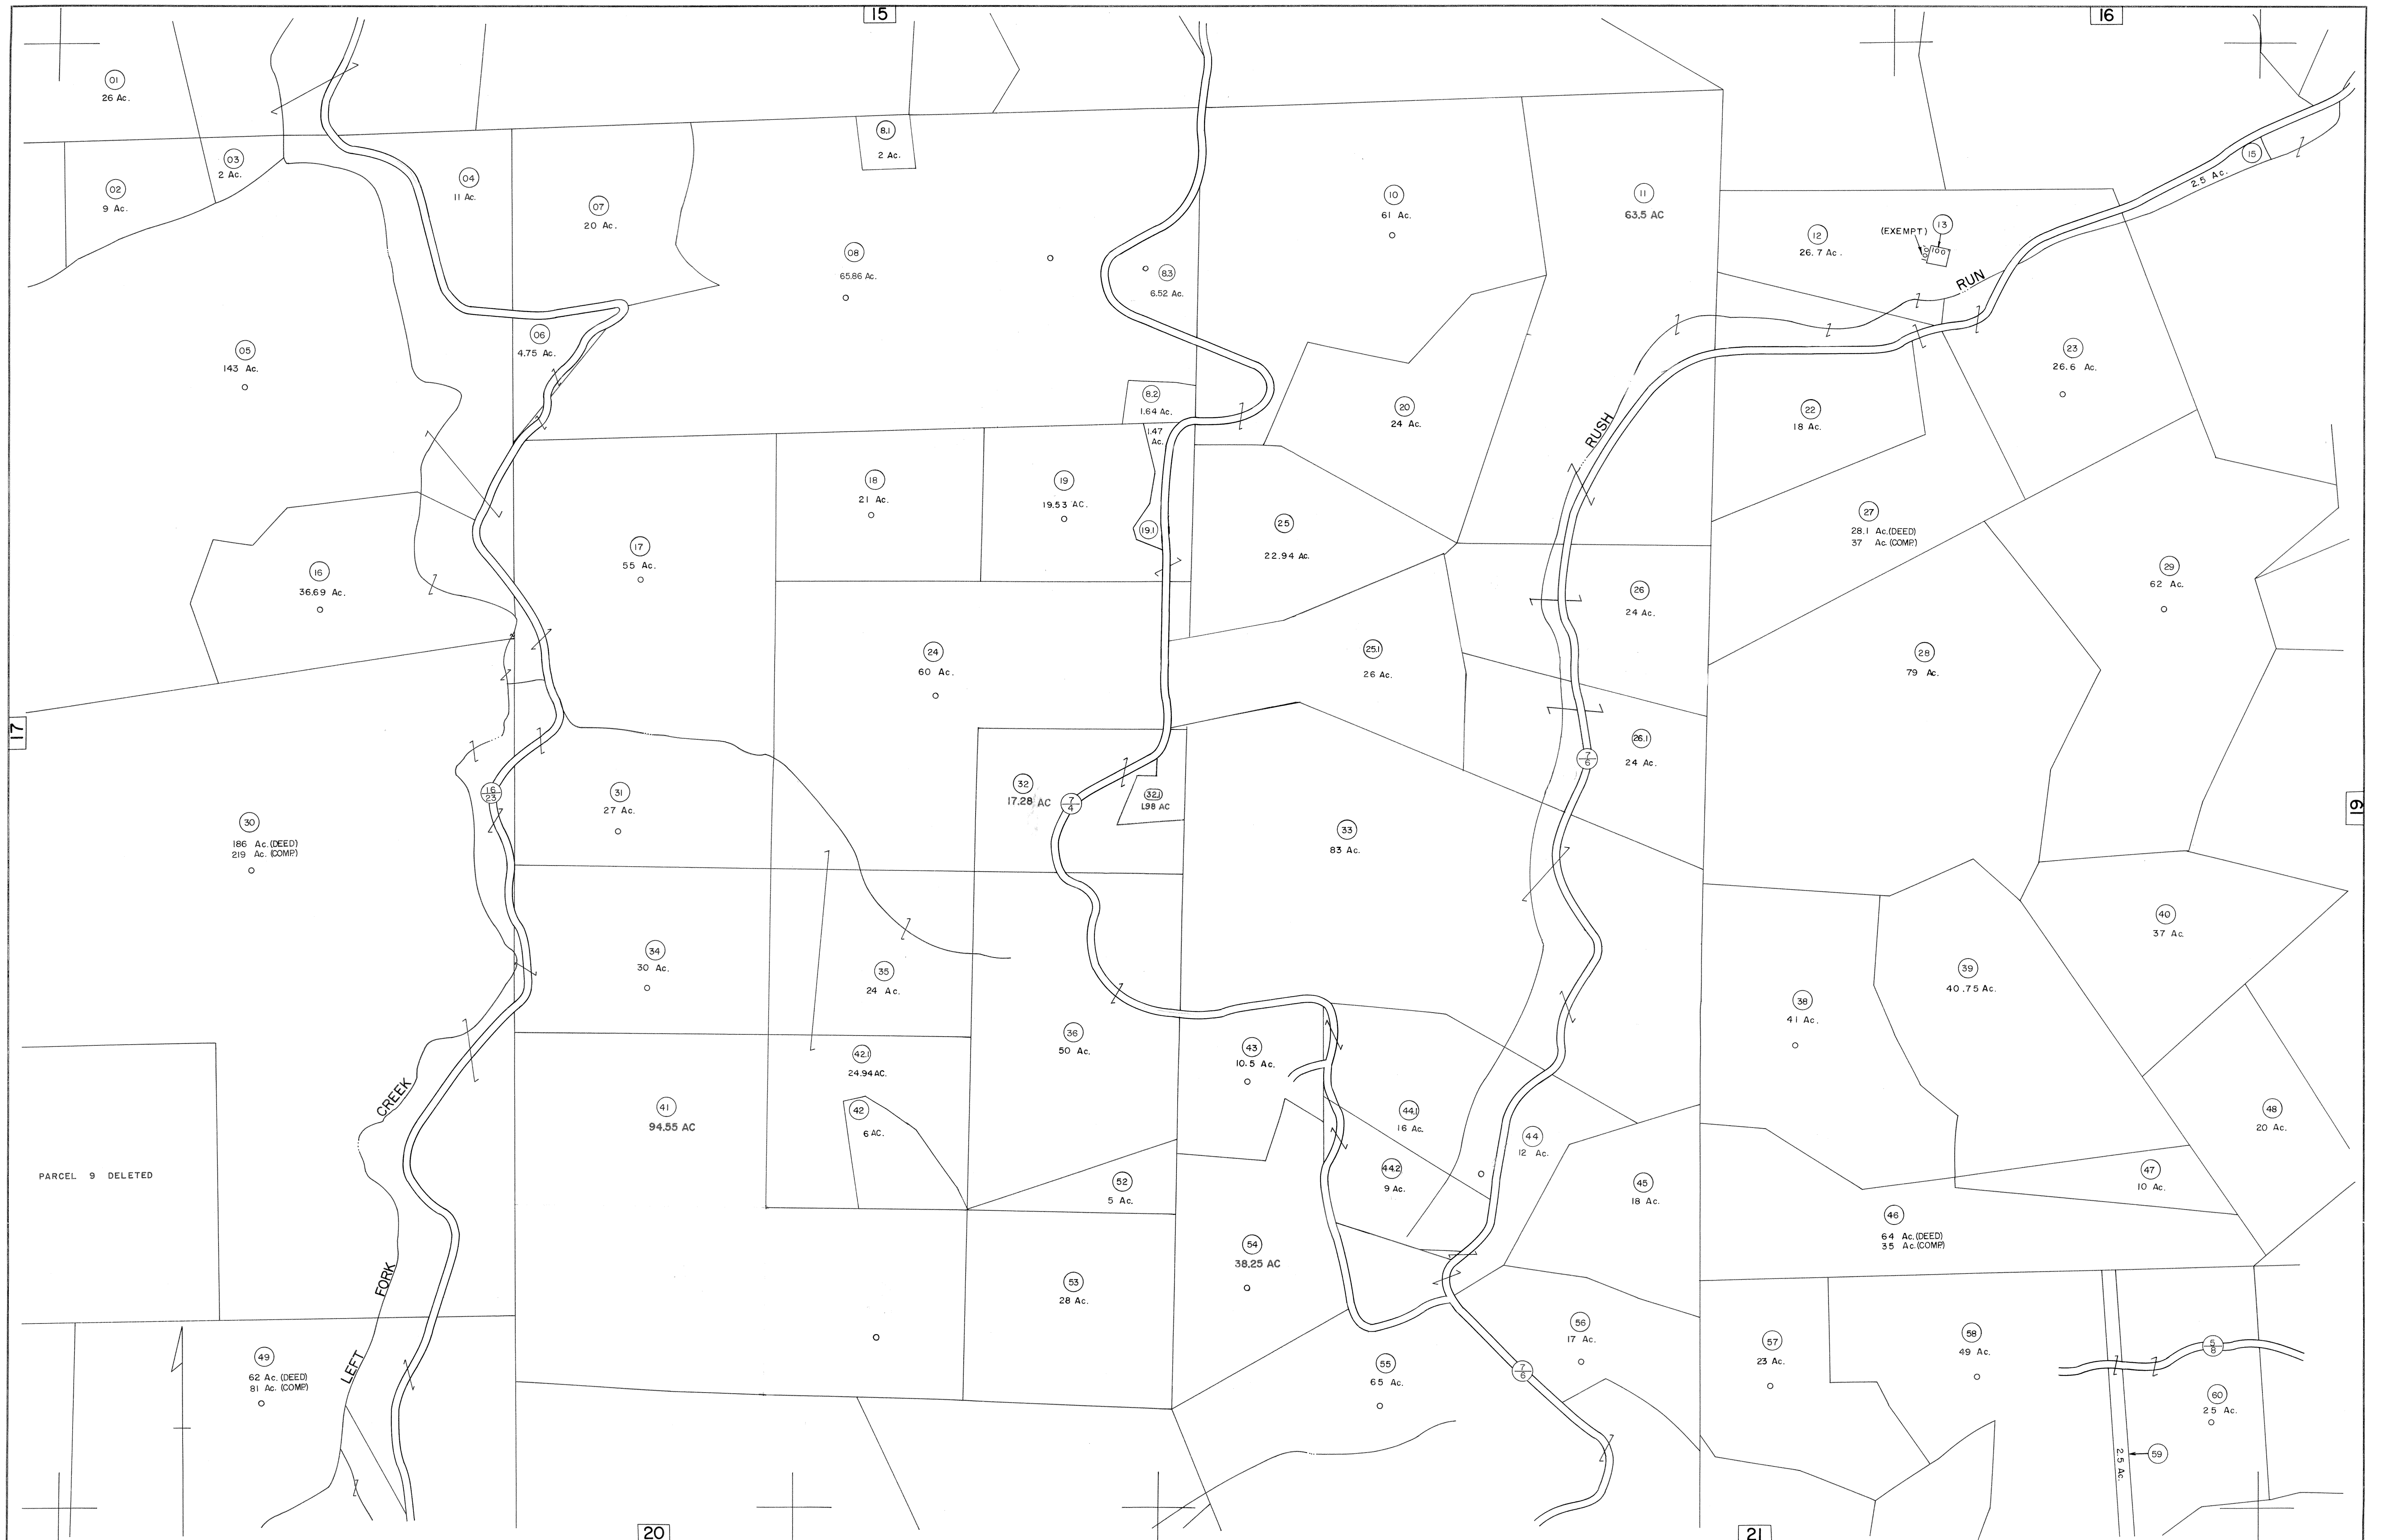 15
16
01
26 Ac.
02
9 Ac.
03
2 Ac.
04
11 Ac.
07
20 Ac.
8.1
2 Ac.
08
65.86 Ac.
8.3
6.52 Ac.
10
61 Ac.
11
63.5 AC
12
26.7 Ac.
(EXEMPT)
13
100
100
15
2.5 Ac.
RUN
RUSH
05
143 Ac.
06
4.75 Ac.
8.2
1.64 Ac.
1.47
Ac.
20
24 Ac.
22
18 Ac.
23
26.6 Ac.
16
36.69 Ac.
17
55 Ac.
18
21 Ac.
19
19.53 AC.
19.1
25
22.94 Ac.
26
24 Ac.
27
28.1 Ac.(DEED)
37 Ac.(COMP.)
29
62 Ac.
24
60 Ac.
25.1
26 Ac.
28
79 Ac.
17
19
16
23
30
186 Ac.(DEED)
219 Ac.(COMP.)
31
27 Ac.
32
17.28 AC
7
4
32.1
1.98 AC
33
83 Ac.
26.1
24 Ac.
7
6
34
30 Ac.
35
24 Ac.
36
50 Ac.
38
41 Ac.
39
40.75 Ac.
40
37 Ac.
PARCEL 9 DELETED
CREEK
FORK
LEFT
41
94.55 AC
42.1
24.94 AC.
42
6 AC.
43
10.5 Ac.
44.1
16 Ac.
44
12 Ac.
44.2
9 Ac.
45
18 Ac.
46
64 Ac.(DEED)
35 Ac.(COMP)
47
10 Ac.
48
20 Ac.
49
62 Ac.(DEED)
81 Ac.(COMP)
52
5 Ac.
53
28 Ac.
54
38.25 AC
55
65 Ac.
56
17 Ac.
7
6
57
23 Ac.
58
49 Ac.
5
8
60
25 Ac.
59
2.5 Ac.
20
21